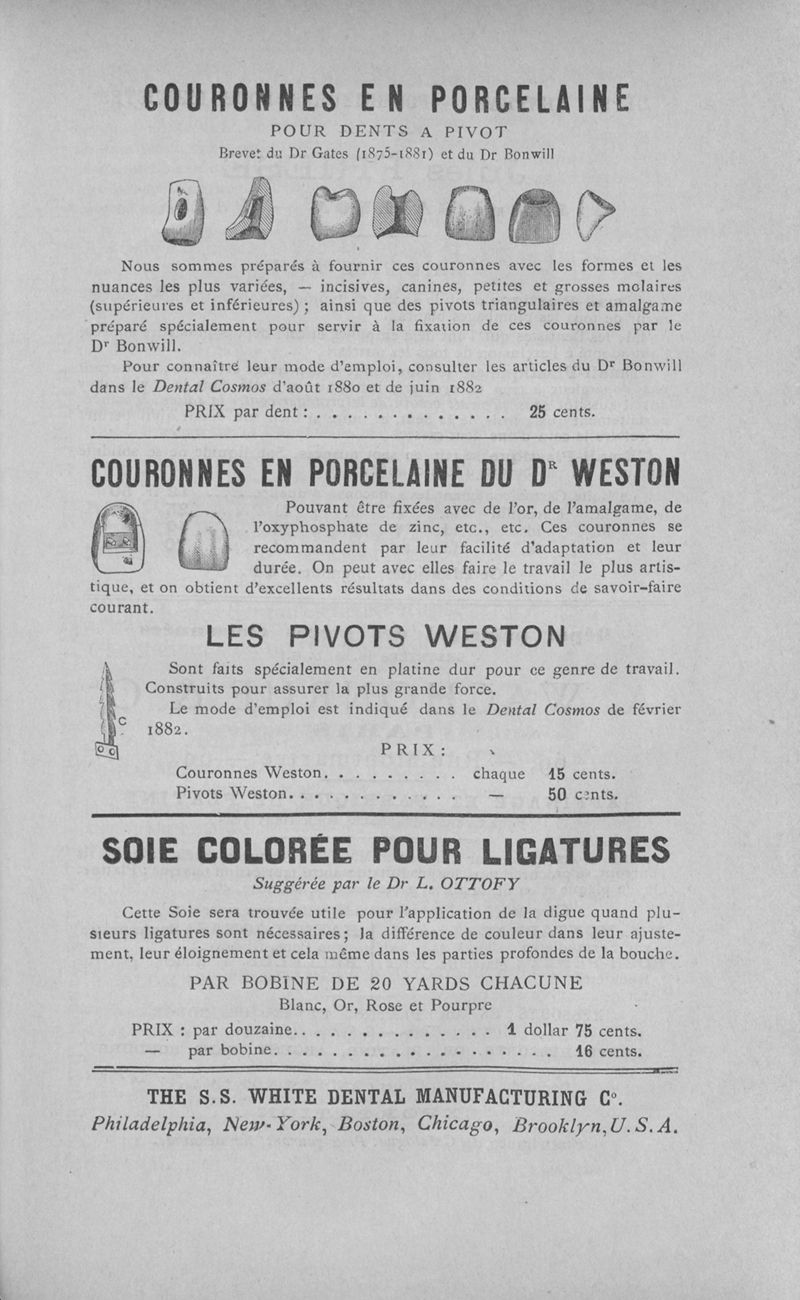 COURONNES EN PORCELAINE
POUR DENTS A PIVOT
Brevet du Dr Gates (1875-1881) et du Dr Bonwill
Nous sommes préparés à fournir ces couronnes avec les formes et les
nuances les plus variées, — incisives, canines, petites et grosses molaires
(supérieures et inférieures) ; ainsi que des pivots triangulaires et amalgame
préparé spécialement pour servir à la fixation de ces couronnes par le
Dr Bonwill.
Pour connaître leur mode d'emploi, consulter les articles du Dr Bonwill
dans le Dental Cosmos d'août 1880 et de juin 1882
PRIX par dent : . . . . . . . . . . . . . 25 cents.
COURONNES EN PORCELAINE DU DR WESTON
Pouvant être fixées avec de l'or, de l'amalgame, de
l'oxyphosphate de zinc, etc., etc. Ces couronnes se
recommandent par leur facilité d'adaptation et leur
durée. On peut avec elles faire le travail le plus artis-
tique, et on obtient d'excellents résultats dans des conditions de savoir-faire
courant.
LES PIVOTS WESTON
Sont faits spécialement en platine dur pour ce genre de travail.
Construits pour assurer la plus grande force.
Le mode d'emploi est indiqué dans le Dental Cosmos de février
C
1882.
PRIX :
Couronnes Weston. . . . . . . . . chaque 15 cents.
Pivots Weston. . . . . . . . . . . . — 50 cents.
SOIE COLORÉE POUR LIGATURES
Suggérée par le Dr L. OTTOFY
Cette Soie sera trouvée utile pour l'application de la digue quand plu-
sieurs ligatures sont nécessaires ; la différence de couleur dans leur ajuste-
ment, leur éloignement et cela même dans les parties profondes de la bouche.
PAR BOBINE DE 20 YARDS CHACUNE
Blanc, Or, Rose et Pourpre
PRIX : par douzaine. . . . . . . . . . . . . . 1 dollar 75 cents.
— par bobine. . . . . . . . . . . . . . . . . . . 16 cents.
THE S.S. WHITE DENTAL MANUFACTURING Co.
Philadelphia, New-York, Boston, Chicago, Brooklyn, U.S.A.